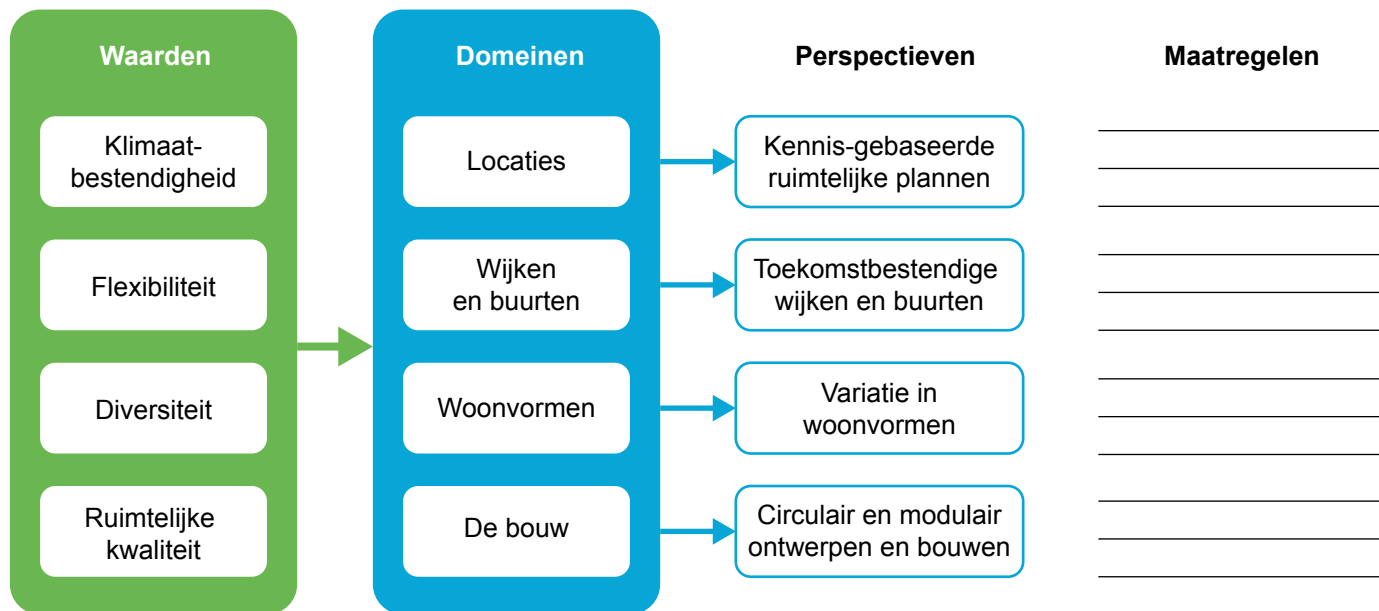 Waarden
Klimaat-
bestendigheid
Flexibiliteit
Diversiteit
Ruimtelijke
kwaliteit
Domeinen
Locaties
Wijken
en buurten
Woonvormen
De bouw
Perspectieven
Kennis-gebaseerde
ruimtelijke plannen
Toekomstbestendige
wijken en buurten
Variatie in
woonvormen
Circulair en modulair
ontwerpen en bouwen
Maatregelen